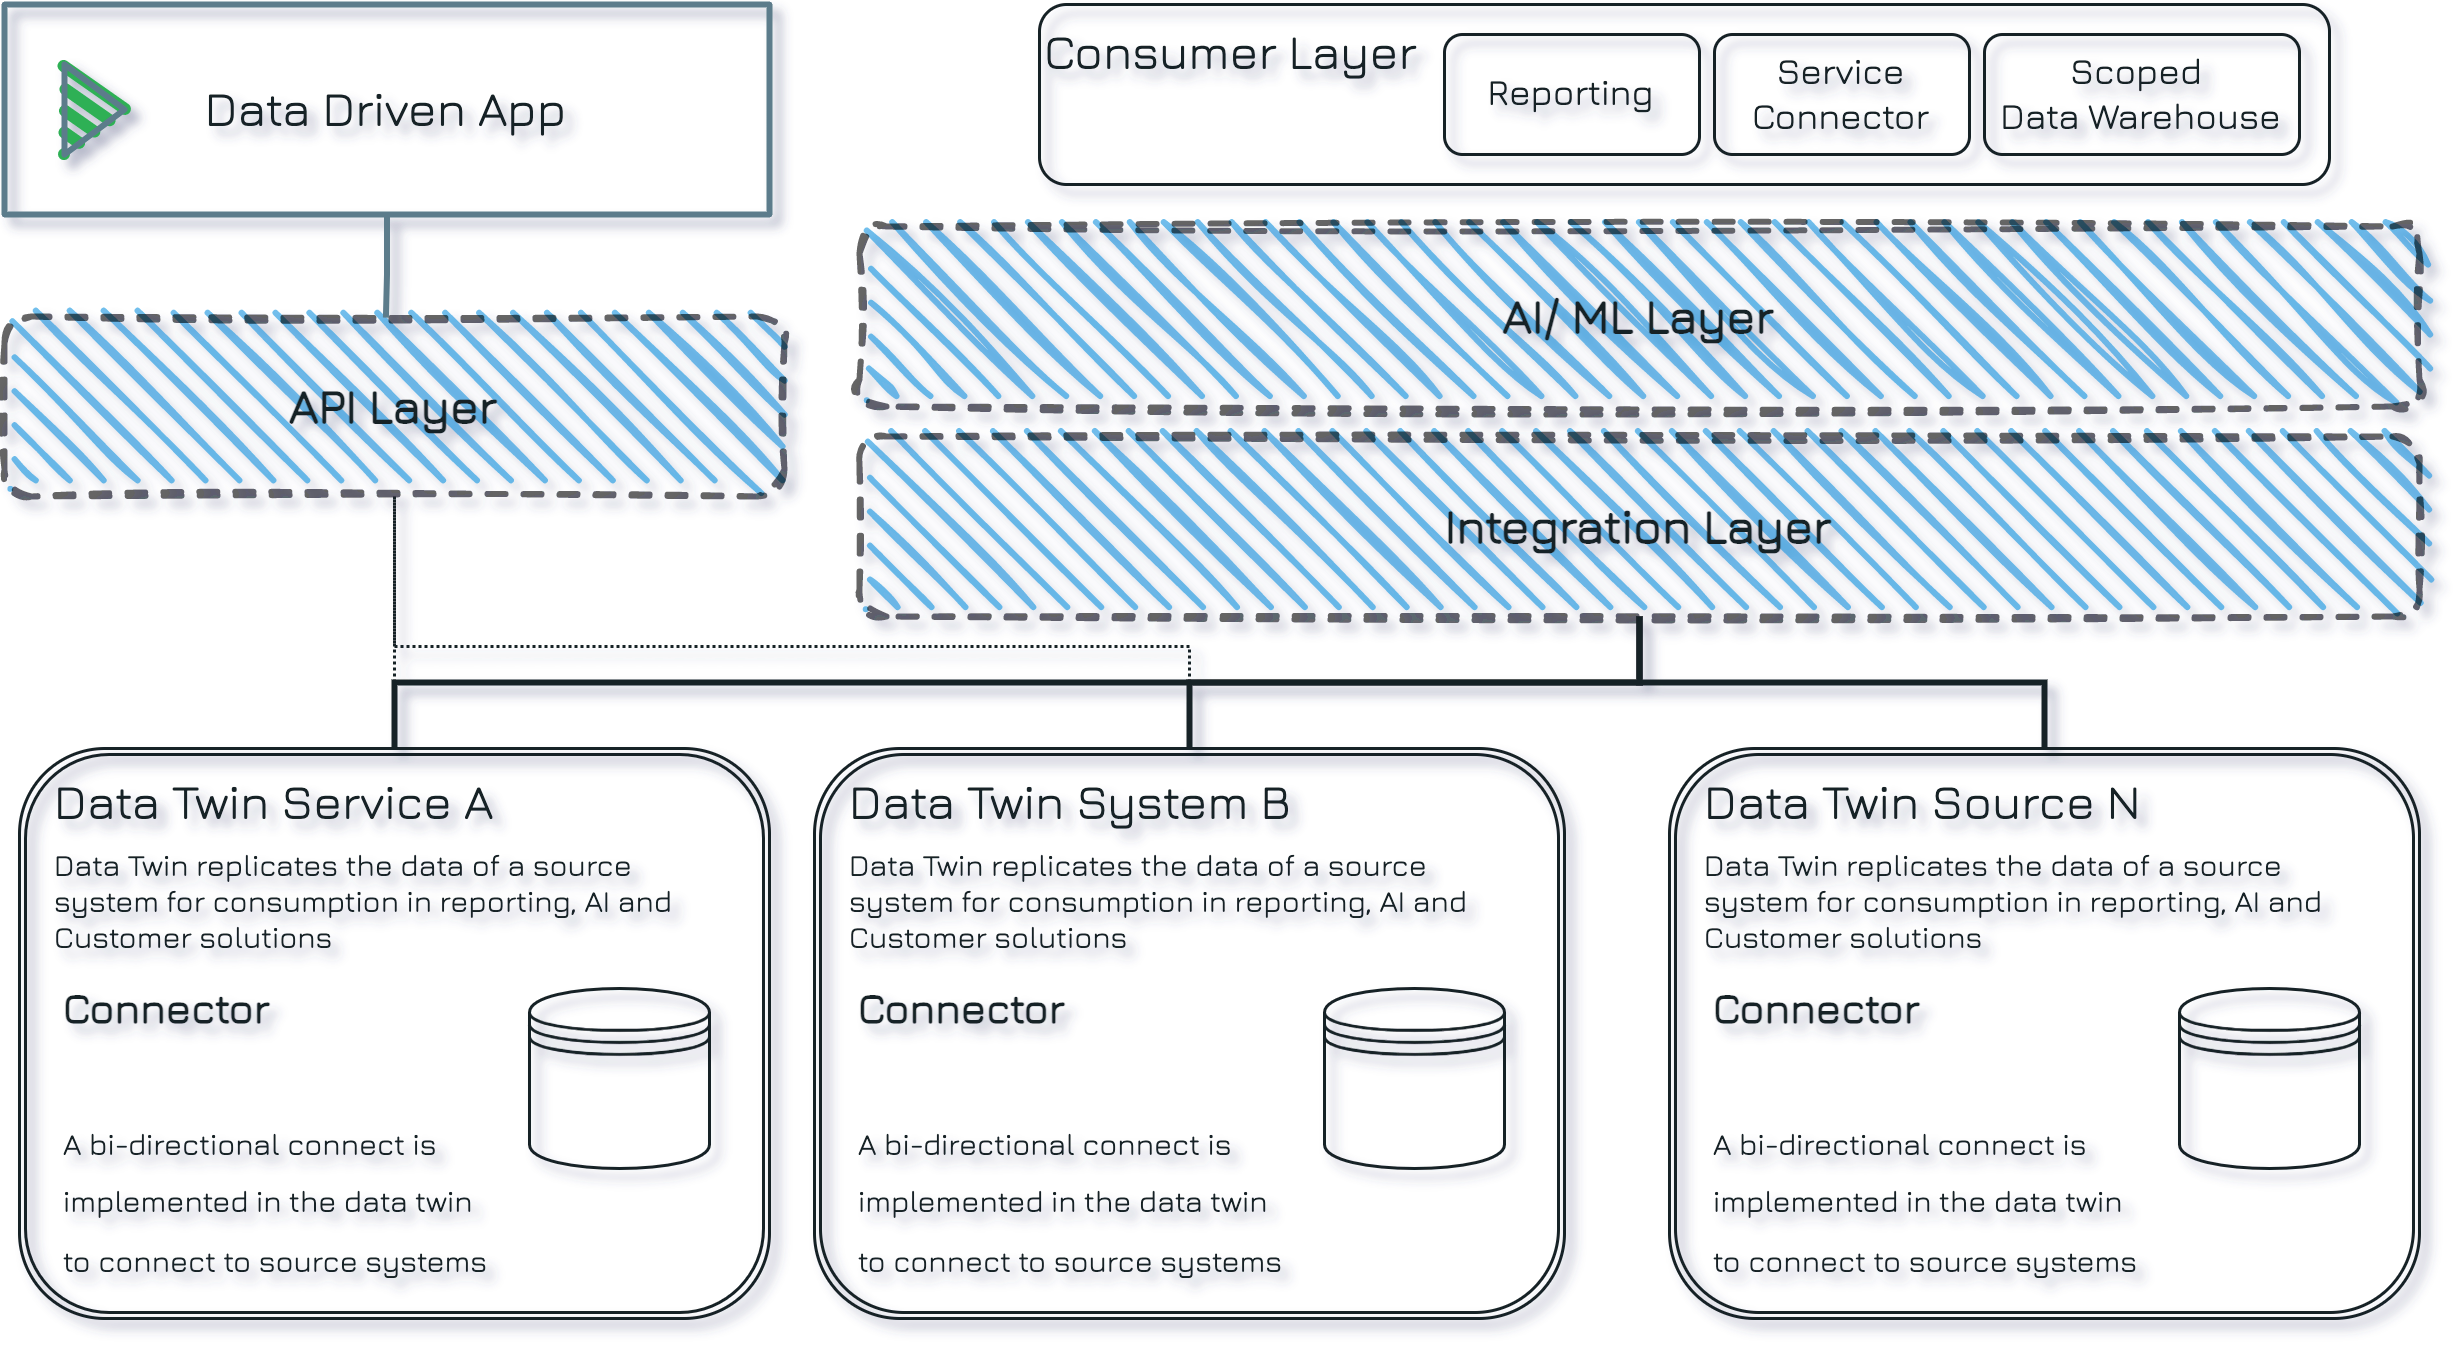 Data Driven App
Consumer Layer
Reporting
Service
Connector
Scoped
Data Warehouse
AI/ ML Layer
API Layer
Integration Layer
Data Twin Service A
Data Twin replicates the data of a source
system for consumption in reporting, AI and
Customer solutions
Connector
A bi-directional connect is
implemented in the data twin
to connect to source systems
Data Twin System B
Data Twin replicates the data of a source
system for consumption in reporting, AI and
Customer solutions
Connector
A bi-directional connect is
implemented in the data twin
to connect to source systems
Data Twin Source N
Data Twin replicates the data of a source
system for consumption in reporting, AI and
Customer solutions
Connector
A bi-directional connect is
implemented in the data twin
to connect to source systems